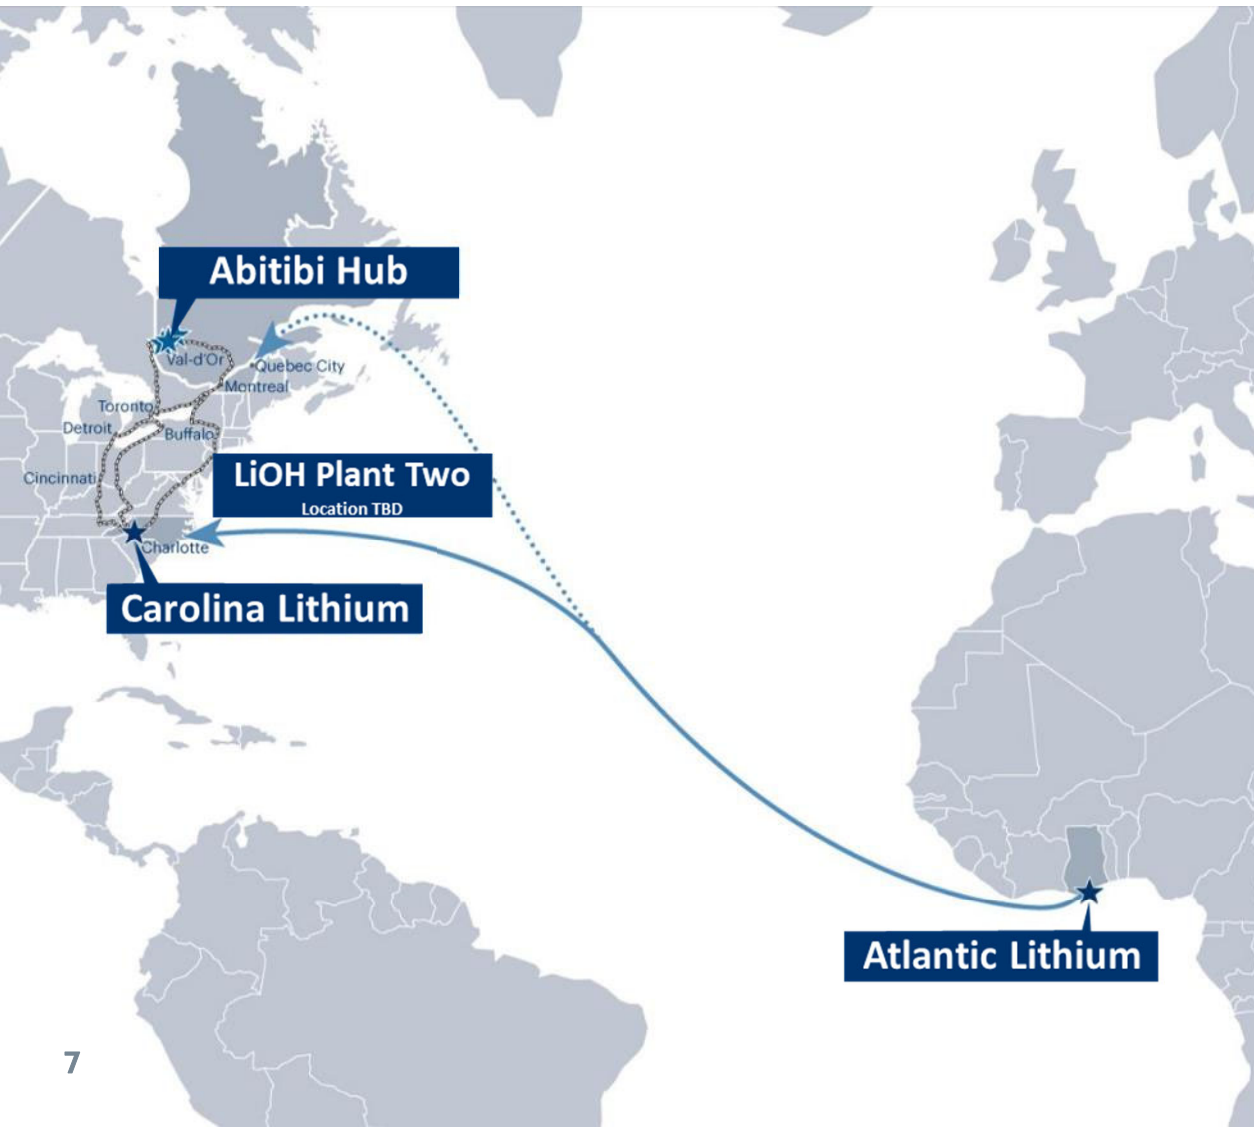 Abitibi Hub
Val-d'Or
Quebec City
Montreal
Toronto
Detroit
Buffalo
LiOH Plant Two
Location TBD
Cincinnati
Charlotte
Carolina Lithium
Atlantic Lithium
7